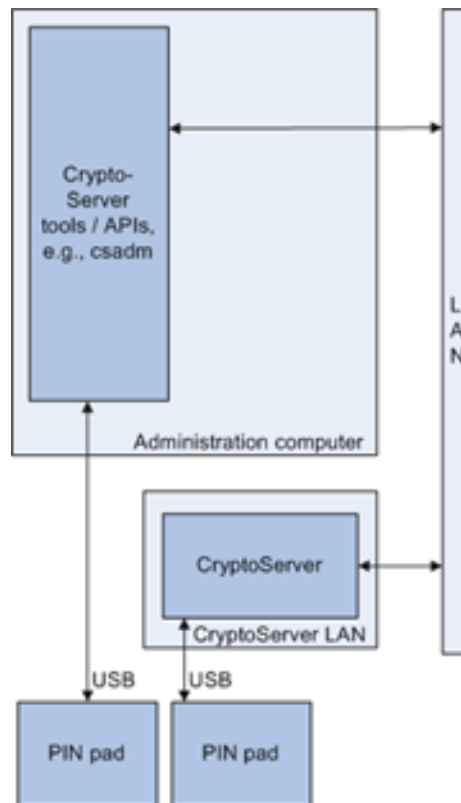 Crypto-
Server
tools / APIs,
e.g., csadm
L
A
N
Administration computer
CryptoServer
CryptoServer LAN
USB
USB
PIN pad
PIN pad